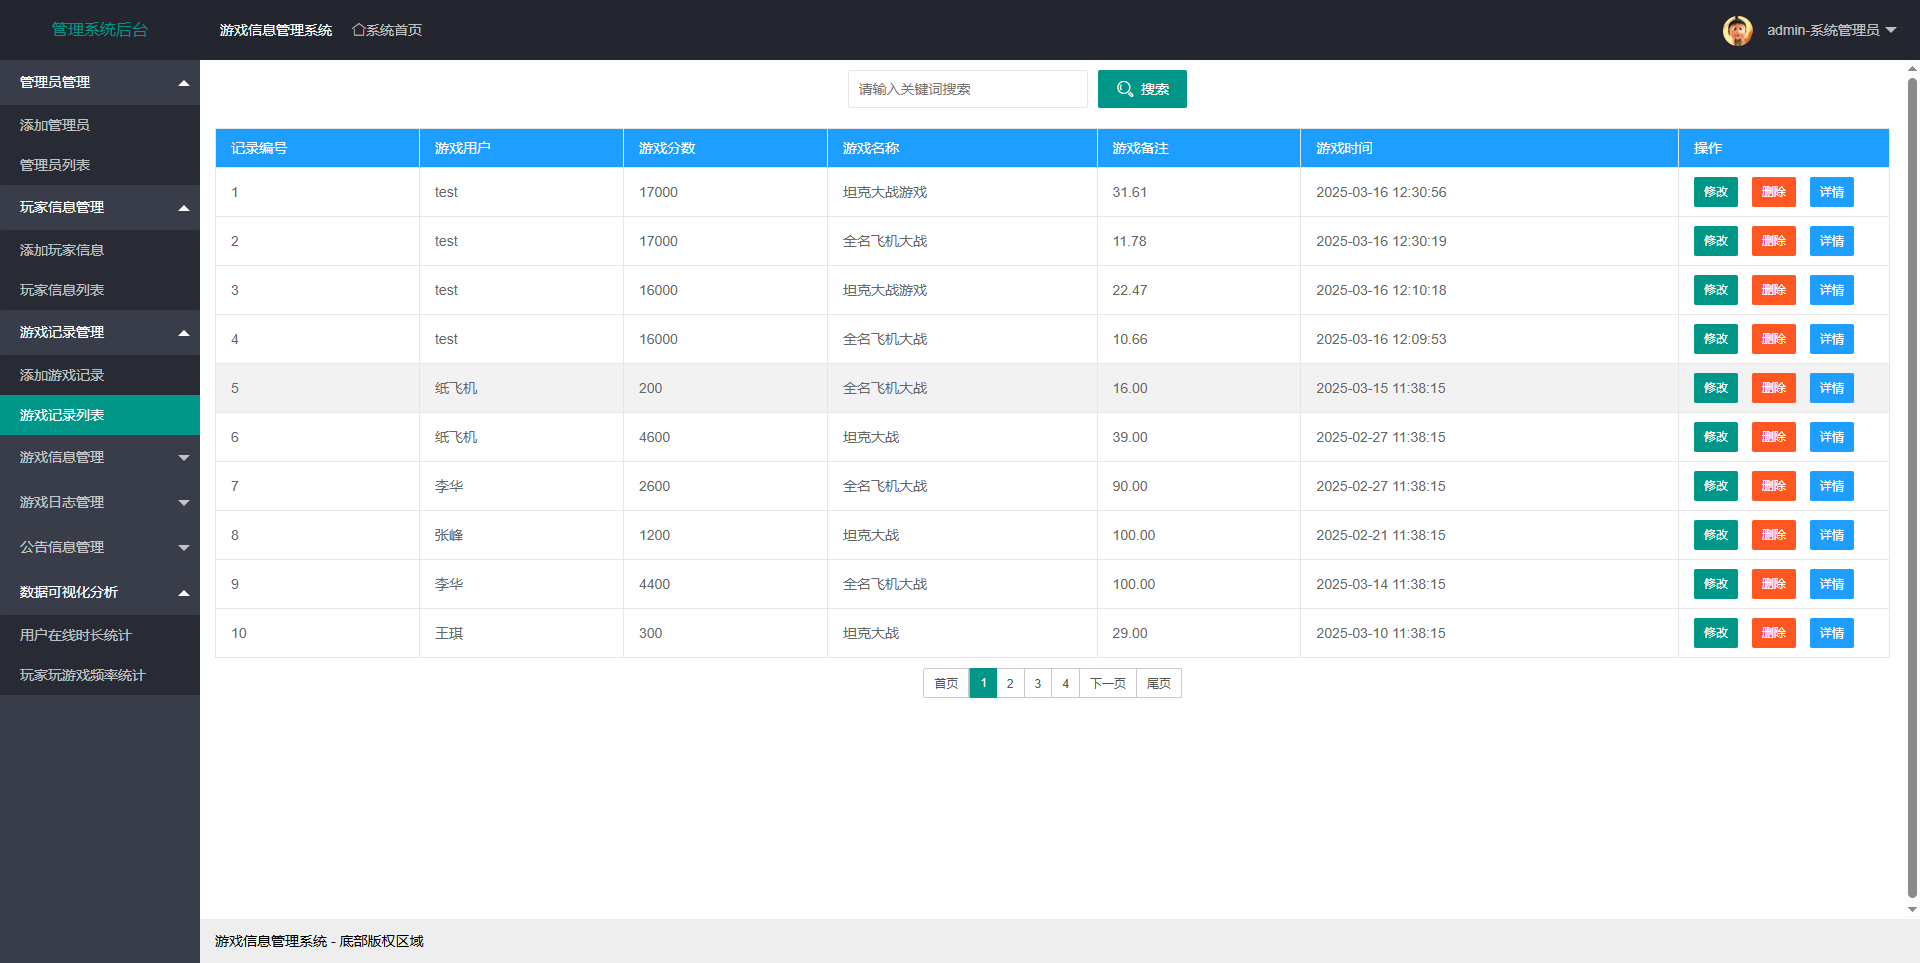 管理系统后台 游戏信息管理系统 系统首页 admin-系统管理员
管理员管理
添加管理员
管理员列表
玩家信息管理
添加玩家信息
玩家信息列表
游戏记录管理
添加游戏记录
游戏记录列表
游戏信息管理
游戏日志管理
公告信息管理
数据可视化分析
用户在线时长统计
玩家玩游戏频率统计
请输入关键词搜索 搜索
记录编号 游戏用户 游戏分数 游戏名称 游戏备注 游戏时间 操作
1 test 17000 坦克大战游戏 31.61 2025-03-16 12:30:56 修改 删除 详情
2 test 17000 全名飞机大战 11.78 2025-03-16 12:30:19 修改 删除 详情
3 test 16000 坦克大战游戏 22.47 2025-03-16 12:10:18 修改 删除 详情
4 test 16000 全名飞机大战 10.66 2025-03-16 12:09:53 修改 删除 详情
5 纸飞机 200 全名飞机大战 16.00 2025-03-15 11:38:15 修改 删除 详情
6 纸飞机 4600 坦克大战 39.00 2025-02-27 11:38:15 修改 删除 详情
7 李华 2600 全名飞机大战 90.00 2025-02-27 11:38:15 修改 删除 详情
8 张峰 1200 坦克大战 100.00 2025-02-21 11:38:15 修改 删除 详情
9 李华 4400 全名飞机大战 100.00 2025-03-14 11:38:15 修改 删除 详情
10 王琪 300 坦克大战 29.00 2025-03-10 11:38:15 修改 删除 详情
首页 1 2 3 4 下一页 尾页
游戏信息管理系统 - 底部版权区域